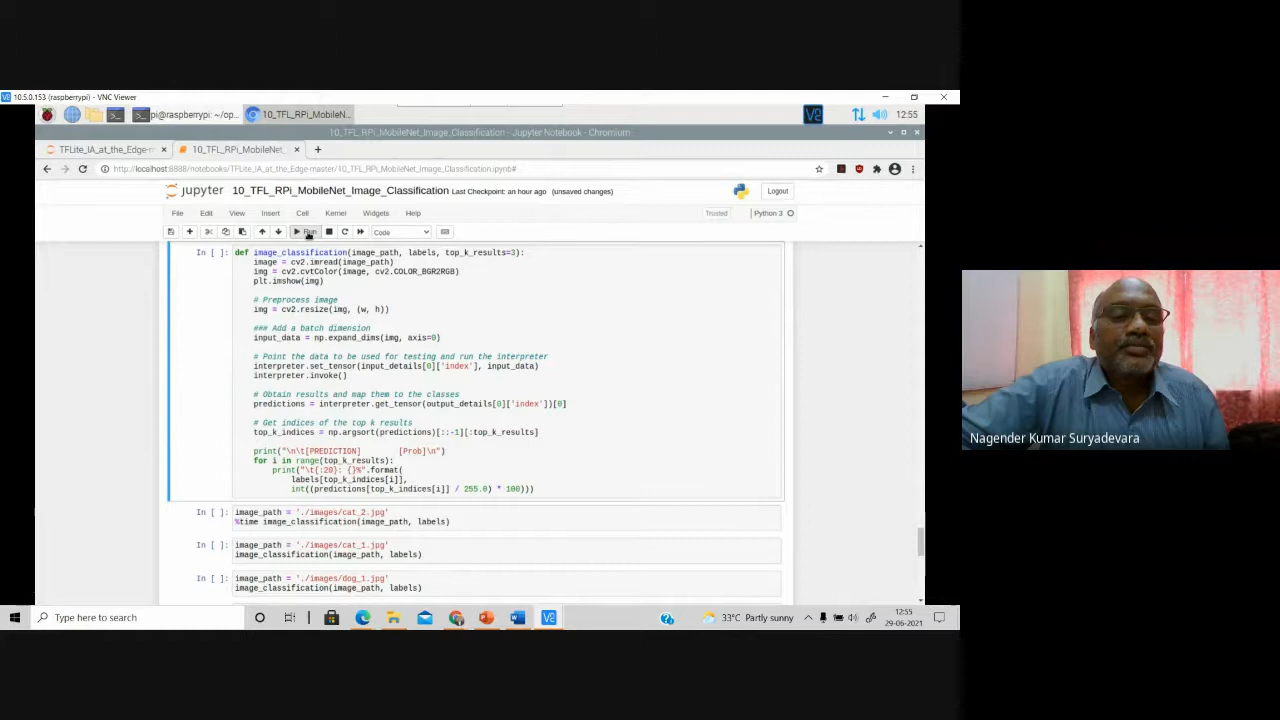 10.5.0.153 (raspberrypi) - VNC Viewer
pi@raspberrypi: ~/op... 10_TFL_RPi_MobileN... 12:55
10_TFL_RPi_MobileNet_Image_Classification - Jupyter Notebook - Chromium
TFLite_IA_at_the_Edge-m 10_TFL_RPi_MobileNet
http://localhost:8888/notebooks/TFLite_IA_at_the_Edge-master/10_TFL_RPi_MobileNet_Image_Classification.ipynb#
jupyter 10_TFL_RPi_MobileNet_Image_Classification Last Checkpoint: an hour ago (unsaved changes) Logout
File Edit View Insert Cell Kernel Widgets Help Trusted Python 3
Run Code
In [ ]: def image_classification(image_path, labels, top_k_results=3):
image = cv2.imread(image_path)
img = cv2.cvtColor(image, cv2.COLOR_BGR2RGB)
plt.imshow(img)
# Preprocess image
img = cv2.resize(img, (w, h))
### Add a batch dimension
input_data = np.expand_dims(img, axis=0)
# Point the data to be used for testing and run the interpreter
interpreter.set_tensor(input_details[0]['index'], input_data)
interpreter.invoke()
# Obtain results and map them to the classes
predictions = interpreter.get_tensor(output_details[0]['index'])[0]
# Get indices of the top k results
top_k_indices = np.argsort(predictions)[::-1][:top_k_results]
print("\n\t[PREDICTION]        [Prob]\n")
for i in range(top_k_results):
print("\t{:20}: {}%".format(
labels[top_k_indices[i]],
int((predictions[top_k_indices[i]] / 255.0) * 100)))
In [ ]: image_path = './images/cat_2.jpg'
%time image_classification(image_path, labels)
In [ ]: image_path = './images/cat_1.jpg'
image_classification(image_path, labels)
In [ ]: image_path = './images/dog_1.jpg'
image_classification(image_path, labels)
Type here to search 33°C Partly sunny 12:55
29-06-2021
Nagender Kumar Suryadevara